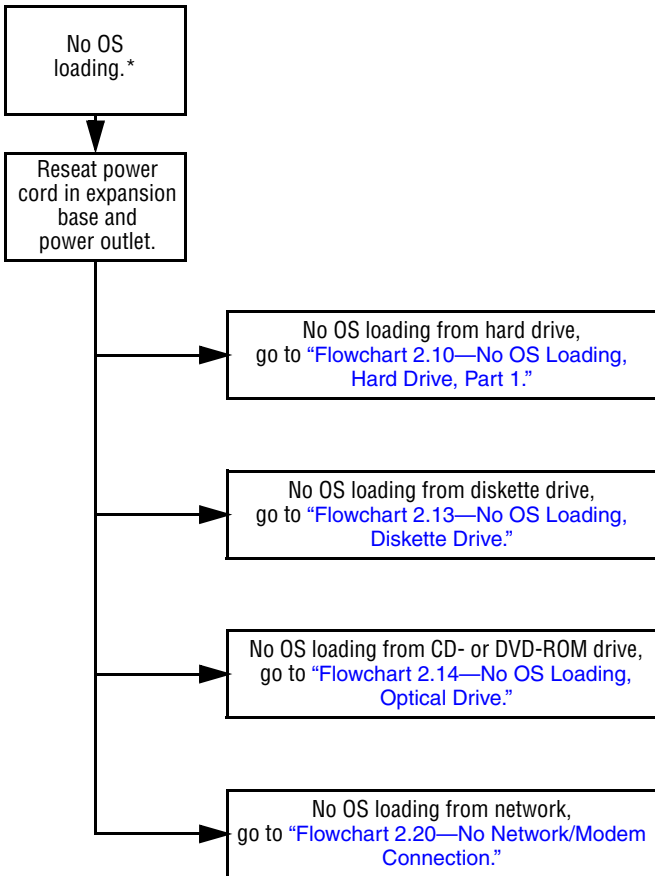 No OS
loading.*
Reseat power
cord in expansion
base and
power outlet.
No OS loading from hard drive,
go to “Flowchart 2.10—No OS Loading,
Hard Drive, Part 1.”
No OS loading from diskette drive,
go to “Flowchart 2.13—No OS Loading,
Diskette Drive.”
No OS loading from CD- or DVD-ROM drive,
go to “Flowchart 2.14—No OS Loading,
Optical Drive.”
No OS loading from network,
go to “Flowchart 2.20—No Network/Modem
Connection.”